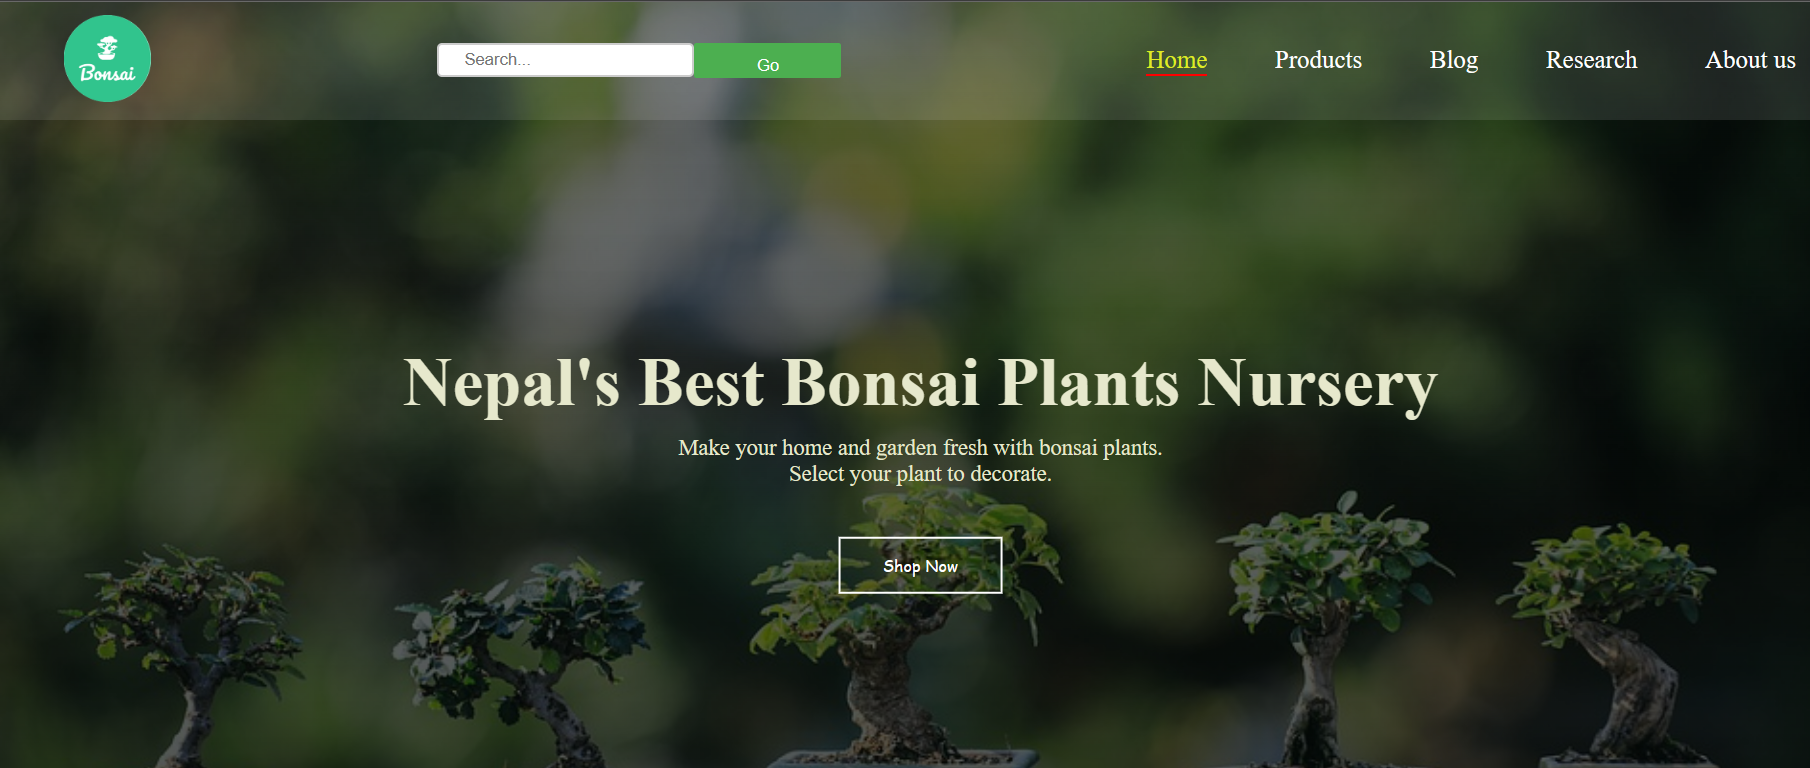 Bonsai
Search...
Go
Home
Products
Blog
Research
About us
Nepal's Best Bonsai Plants Nursery
Make your home and garden fresh with bonsai plants.
Select your plant to decorate.
Shop Now